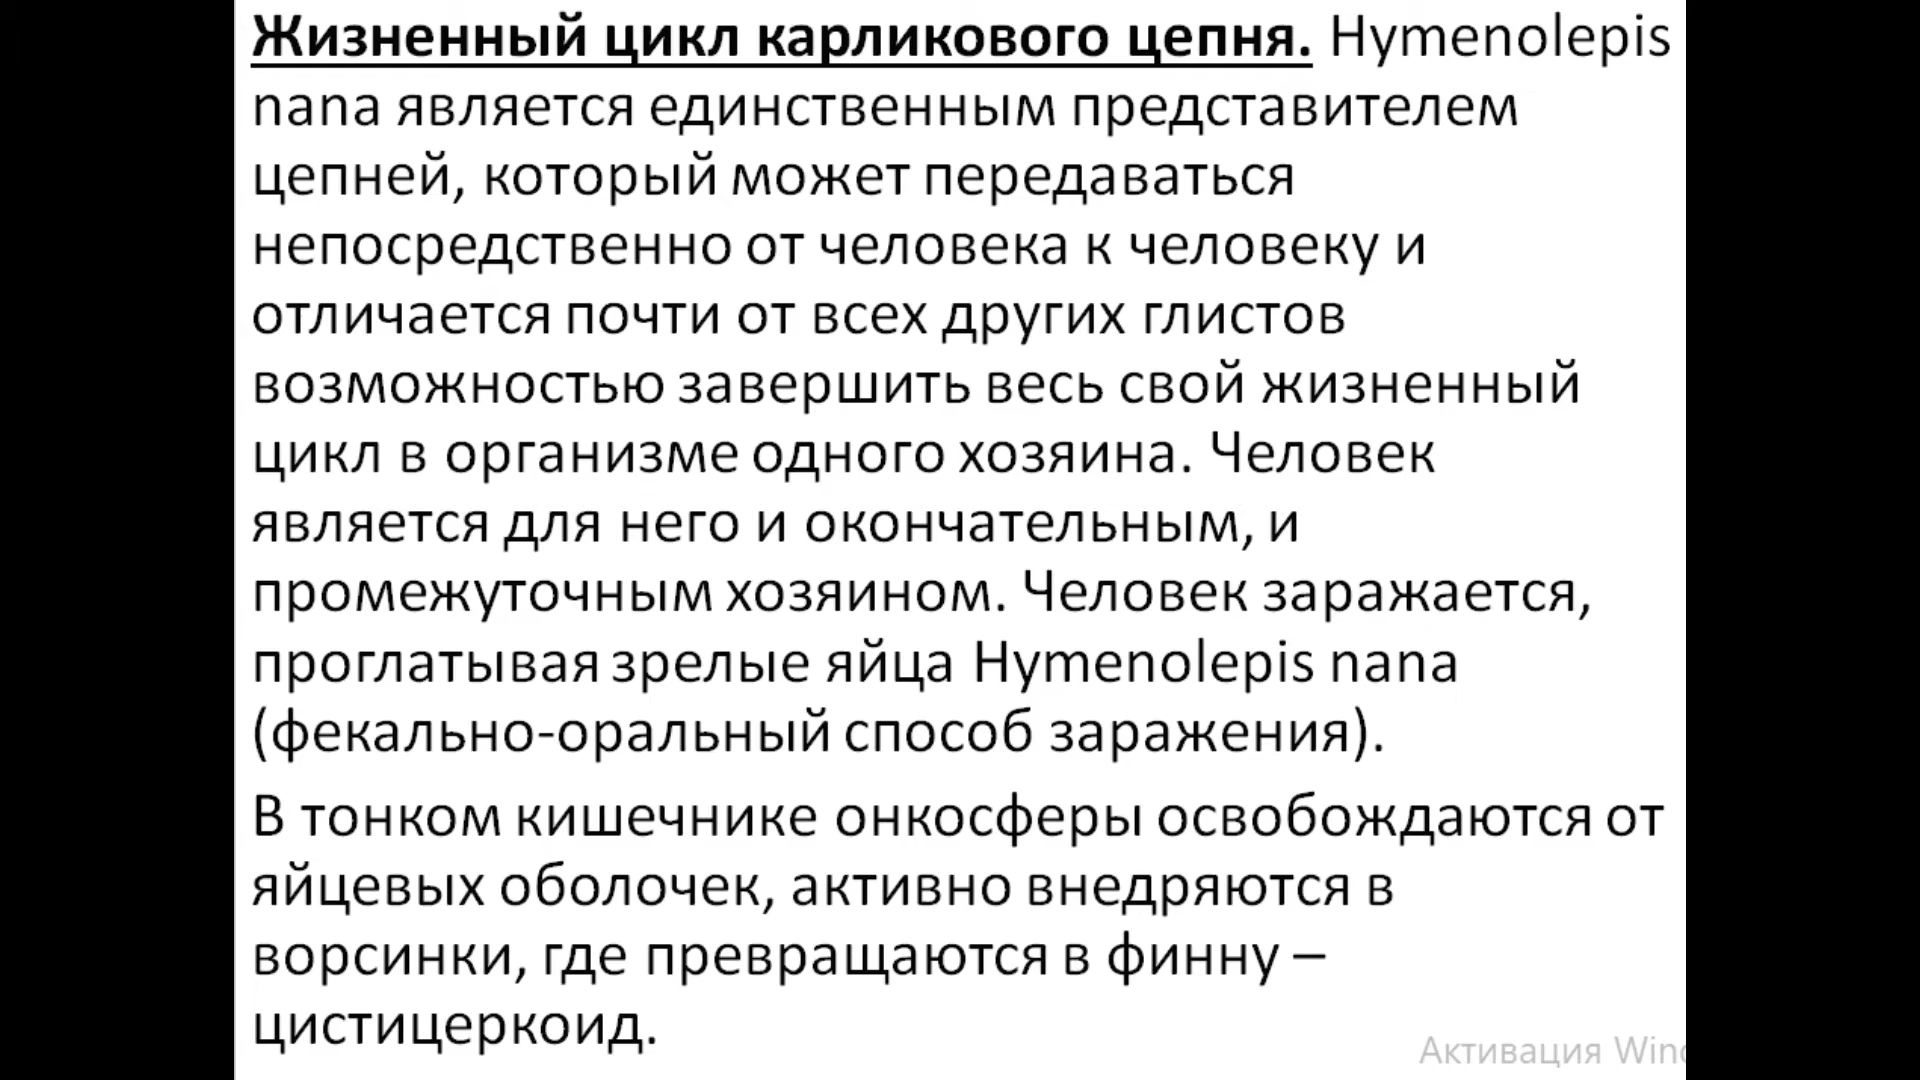 Жизненный цикл карликового цепня. Hymenolepis
nana является единственным представителем
цепней, который может передаваться
непосредственно от человека к человеку и
отличается почти от всех других глистов
возможностью завершить весь свой жизненный
цикл в организме одного хозяина. Человек
является для него и окончательным, и
промежуточным хозяином. Человек заражается,
проглатывая зрелые яйца Hymenolepis nana
(фекально-оральный способ заражения).
В тонком кишечнике онкосферы освобождаются от
яйцевых оболочек, активно внедряются в
ворсинки, где превращаются в финну –
цистицеркоид.
Активация Wind